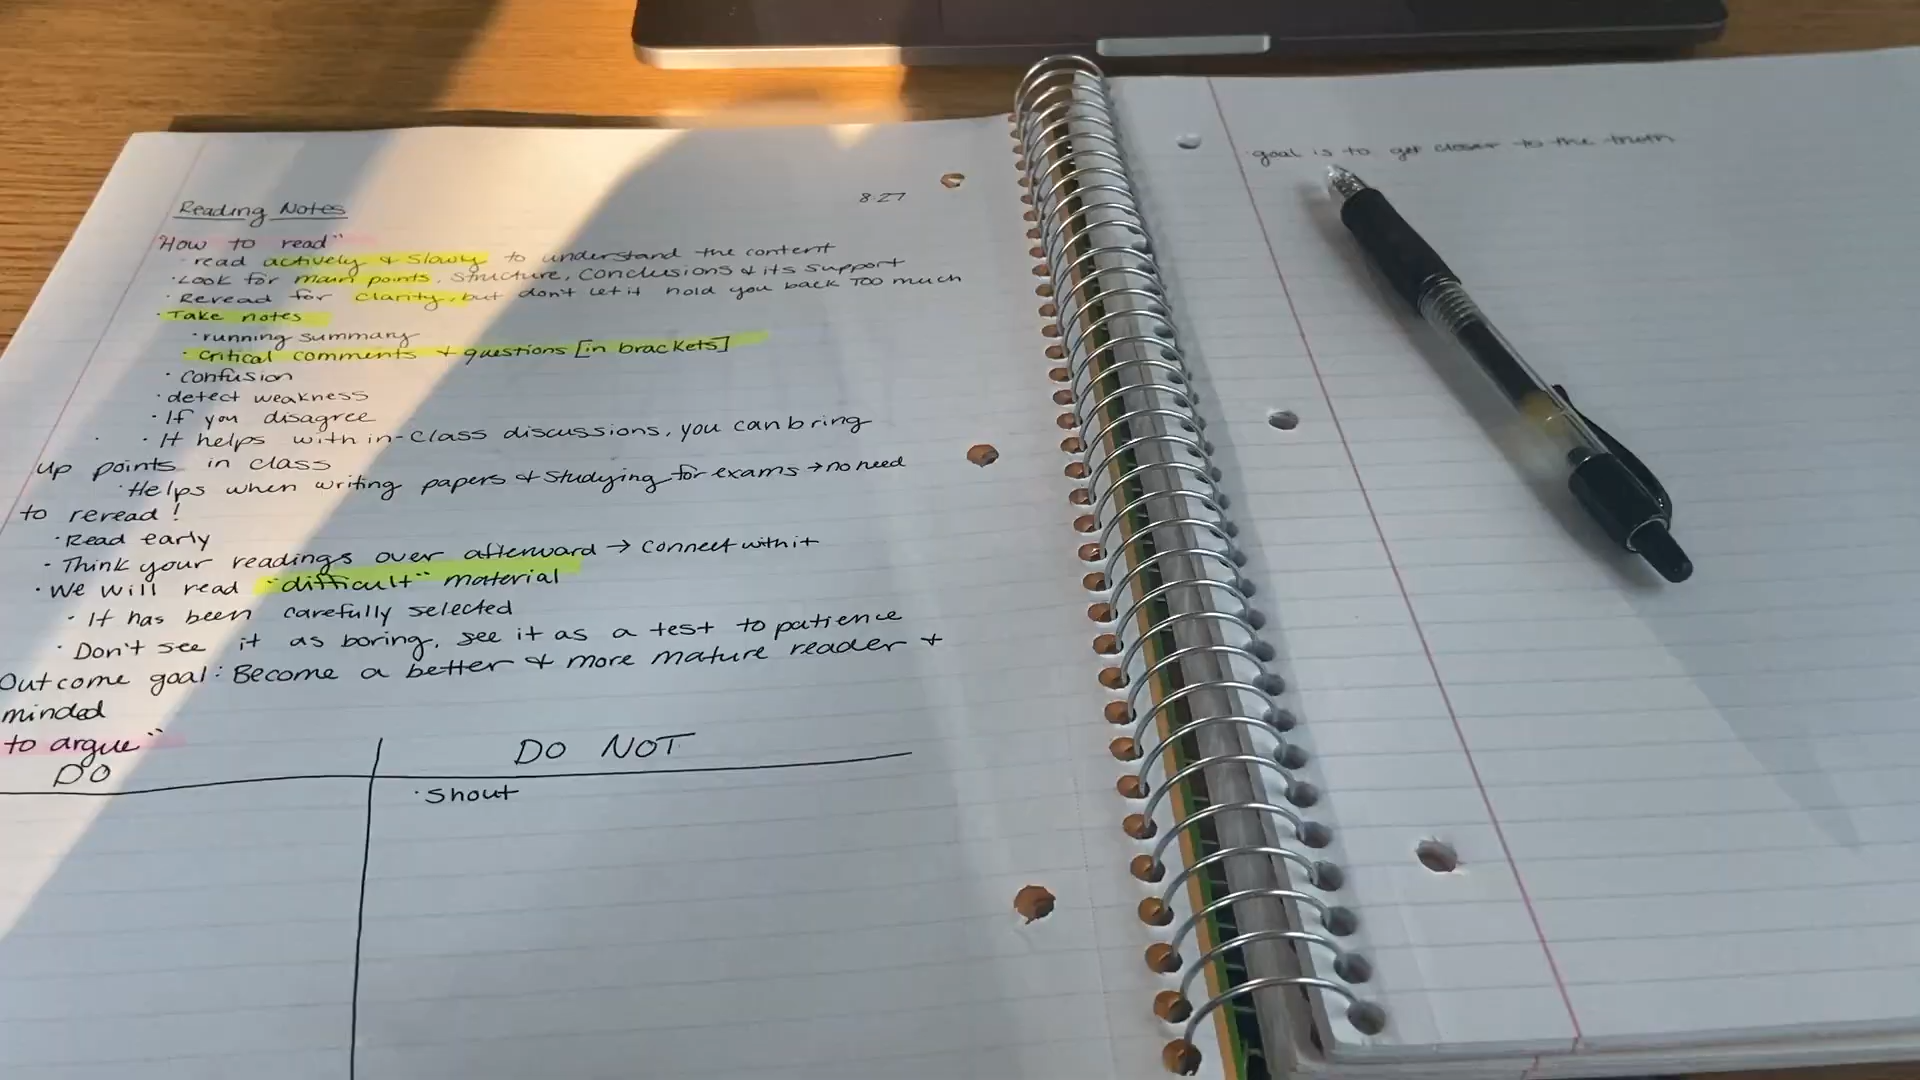 8.27
Reading Notes
"How to read"
· read actively & slowly to understand the content
· Look for main points, structure, conclusions & its support
· Reread for clarity, but don't let it hold you back TOO much
· Take notes
· running summary
· critical comments + questions [in brackets]
· confusion
· detect weakness
· If you disagree
· It helps with in-class discussions, you can bring
up points in class
· Helps when writing papers & studying for exams → no need
to reread!
· Read early
· Think your readings over afterward → connect with it
· We will read "difficult" material
· It has been carefully selected
· Don't see it as boring, see it as a test to patience
Outcome goal: Become a better & more mature reader +
minded
to argue"
DO
DO NOT
· Shout
· goal is to get closer to the truth